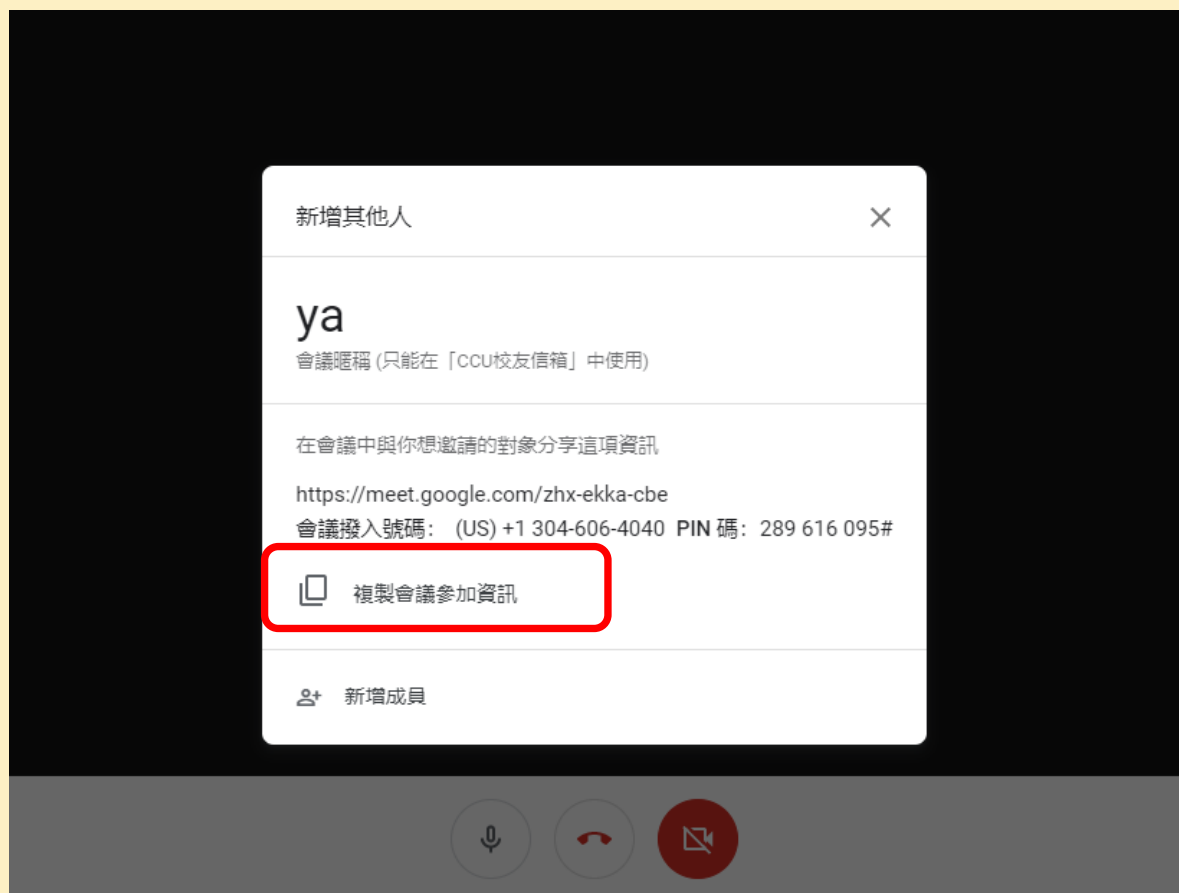 新增其他人
ya
會議暱稱 (只能在「CCU校友信箱」中使用)
在會議中與你想邀請的對象分享這項資訊
https://meet.google.com/zhx-ekka-cbe
會議撥入號碼： (US) +1 304-606-4040 PIN 碼：289 616 095#
複製會議參加資訊
新增成員